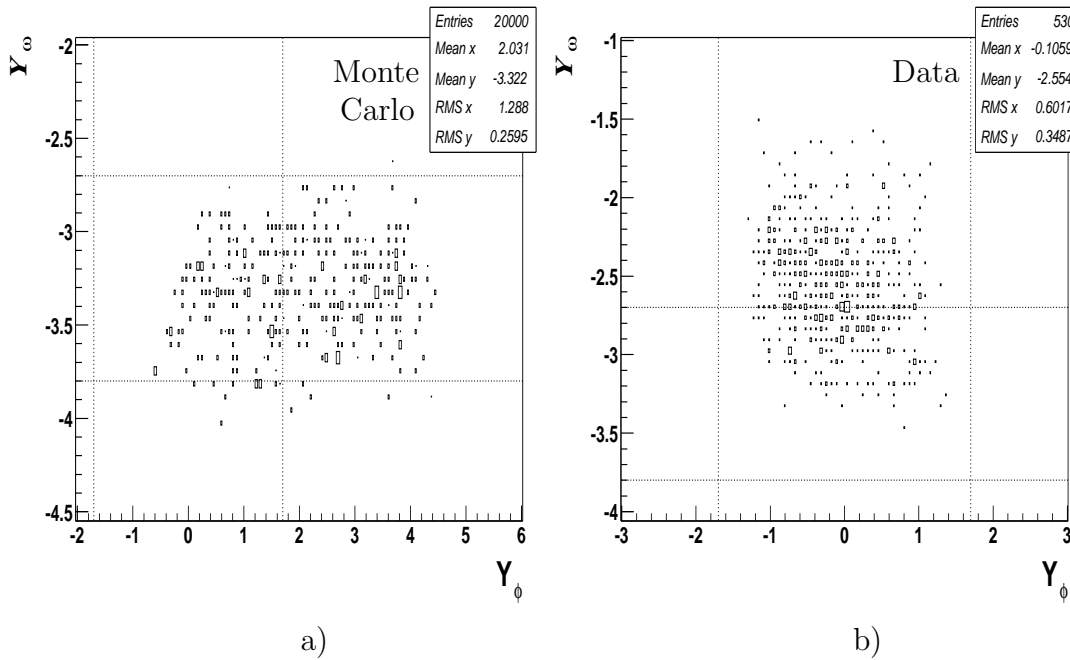 Entries 20000
Mean x 2.031
Mean y -3.322
RMS x 1.288
RMS y 0.2595
Monte
Carlo
Y ω
-2
-2.5
-3
-3.5
-4
-4.5
-2 -1 0 1 2 3 4 5 6
Y ϕ
a)
Entries 530
Mean x -0.1059
Mean y -2.554
RMS x 0.6017
RMS y 0.3487
Data
Y ω
-1
-1.5
-2
-2.5
-3
-3.5
-4
-3 -2 -1 0 1 2 3
Y ϕ
b)